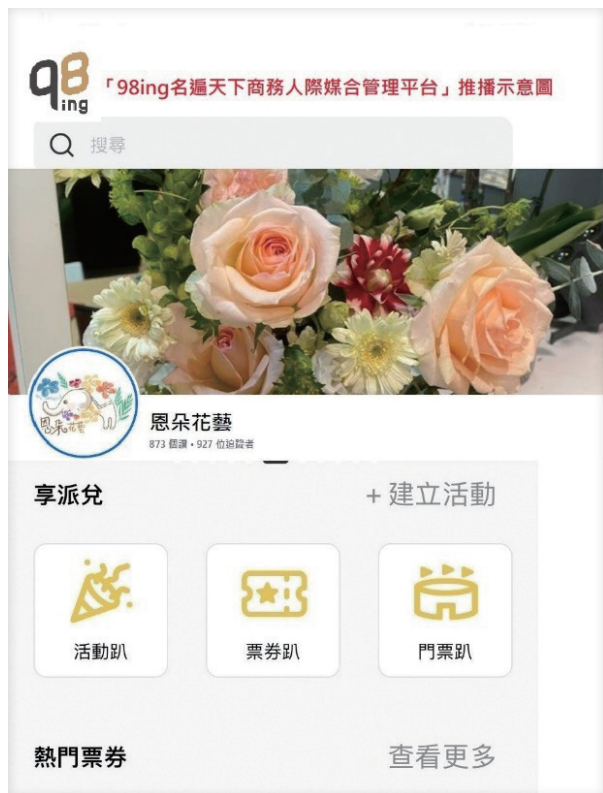 98
ing
「98ing名遍天下商務人際媒合管理平台」推播示意圖
搜尋
恩朵花藝
恩朵花藝
873 個讚・927 位追蹤者
享派兌
+ 建立活動
活動趴
票券趴
門票趴
熱門票券
查看更多